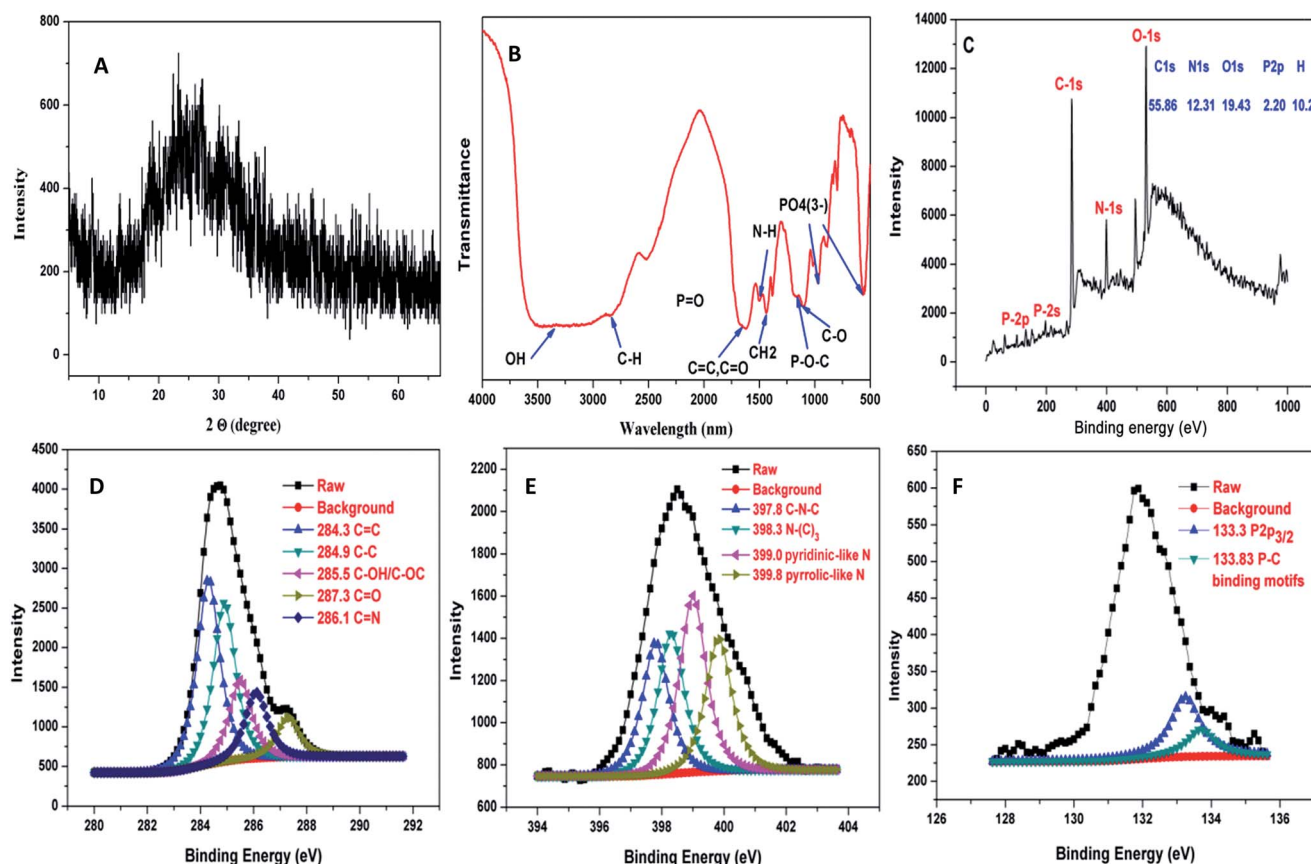 A
Intensity
800
600
400
200
0
10
20
30
40
50
60
2 Θ (degree)
B
Transmittance
OH
C-H
P=O
C=C,C=O
N-H
CH2
PO4(3-)
P-O-C
C-O
4000
3500
3000
2500
2000
1500
1000
500
Wavelength (nm)
C
Intensity
14000
12000
10000
8000
6000
4000
2000
0
O-1s
C-1s
N-1s
P-2p
P-2s
C1s N1s O1s P2p H
55.86 12.31 19.43 2.20 10.2
0
200
400
600
800
1000
Binding energy (eV)
D
Intensity
4500
4000
3500
3000
2500
2000
1500
1000
500
0
Raw
Background
284.3 C=C
284.9 C-C
285.5 C-OH/C-OC
287.3 C=O
286.1 C=N
280
282
284
286
288
290
292
Binding Energy (eV)
E
Intensity
2200
2000
1800
1600
1400
1200
1000
800
600
Raw
Background
397.8 C-N-C
398.3 N-(C)3
399.0 pyridinic-like N
399.8 pyrrolic-like N
394
396
398
400
402
404
Binding Energy (eV)
F
Intensity
650
600
550
500
450
400
350
300
250
200
Raw
Background
133.3 P2p3/2
133.83 P-C
binding motifs
126
128
130
132
134
136
Binding Energy (eV)